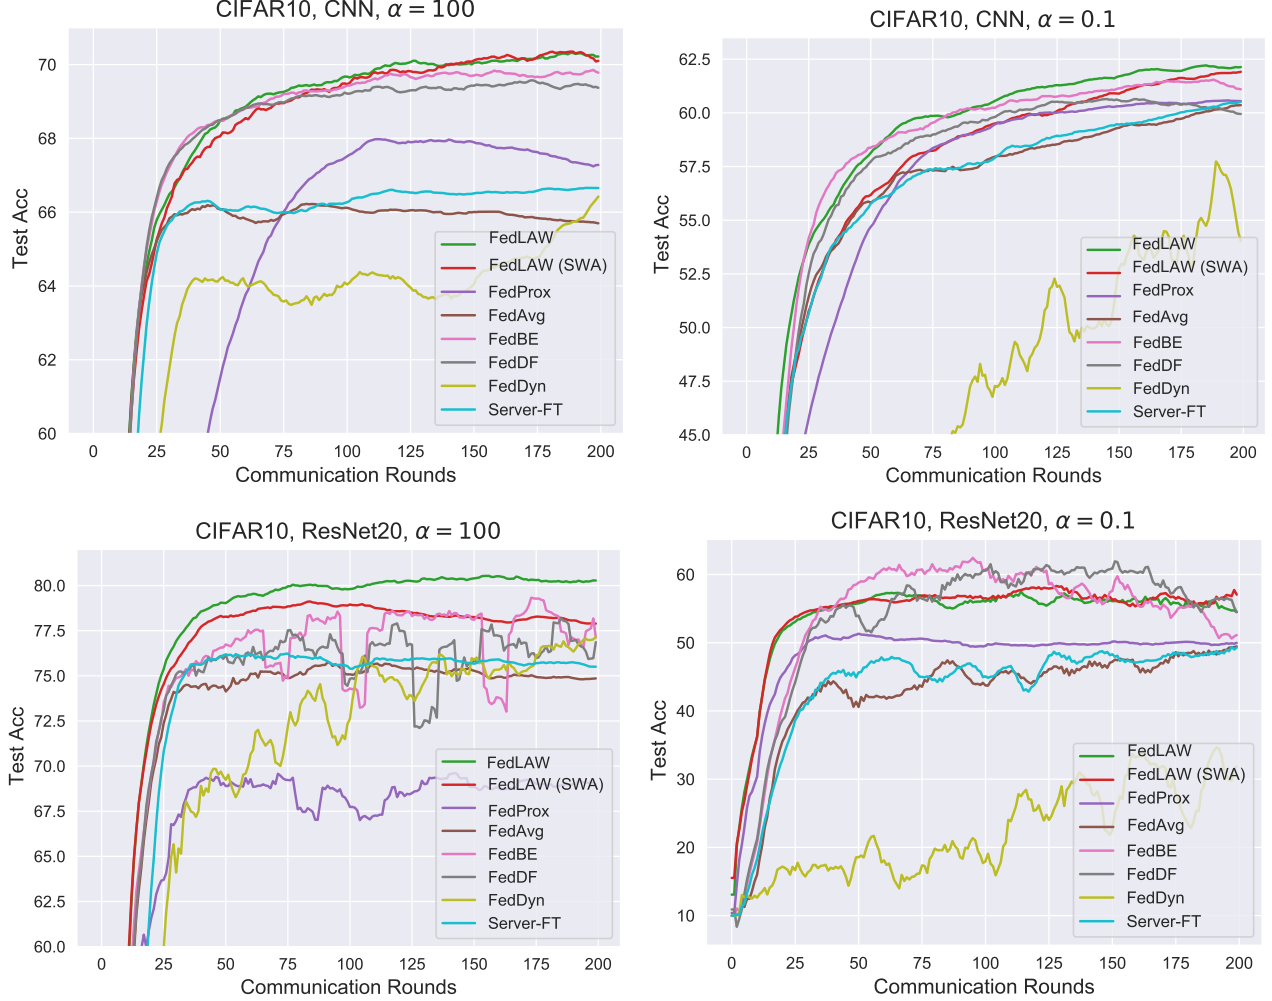 CIFAR10, CNN, α = 100
Test Acc
70
68
66
64
62
60
0 25 50 75 100 125 150 175 200
Communication Rounds
FedLAW
FedLAW (SWA)
FedProx
FedAvg
FedBE
FedDF
FedDyn
Server-FT
CIFAR10, CNN, α = 0.1
Test Acc
62.5
60.0
57.5
55.0
52.5
50.0
47.5
45.0
0 25 50 75 100 125 150 175 200
Communication Rounds
FedLAW
FedLAW (SWA)
FedProx
FedAvg
FedBE
FedDF
FedDyn
Server-FT
CIFAR10, ResNet20, α = 100
Test Acc
80.0
77.5
75.0
72.5
70.0
67.5
65.0
62.5
60.0
0 25 50 75 100 125 150 175 200
Communication Rounds
FedLAW
FedLAW (SWA)
FedProx
FedAvg
FedBE
FedDF
FedDyn
Server-FT
CIFAR10, ResNet20, α = 0.1
Test Acc
60
50
40
30
20
10
0 25 50 75 100 125 150 175 200
Communication Rounds
FedLAW
FedLAW (SWA)
FedProx
FedAvg
FedBE
FedDF
FedDyn
Server-FT